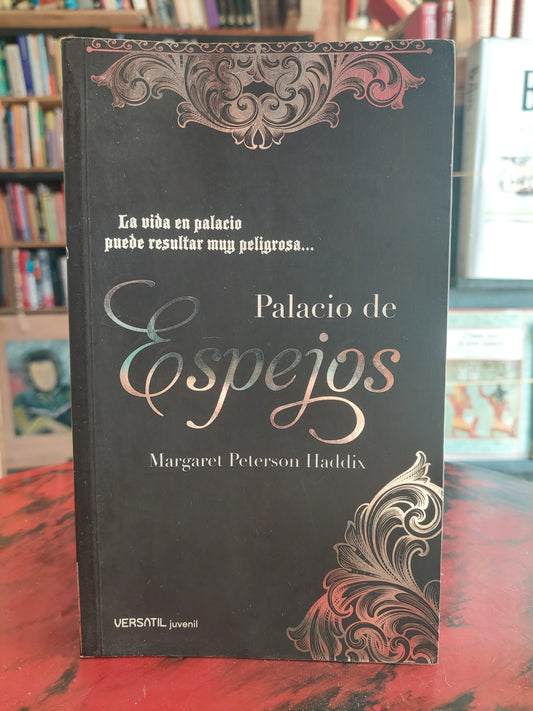 La vida en palacio
puede resultar muy peligrosa...
Palacio de
Espejos
Margaret Peterson Haddix
VERSATIL juvenil